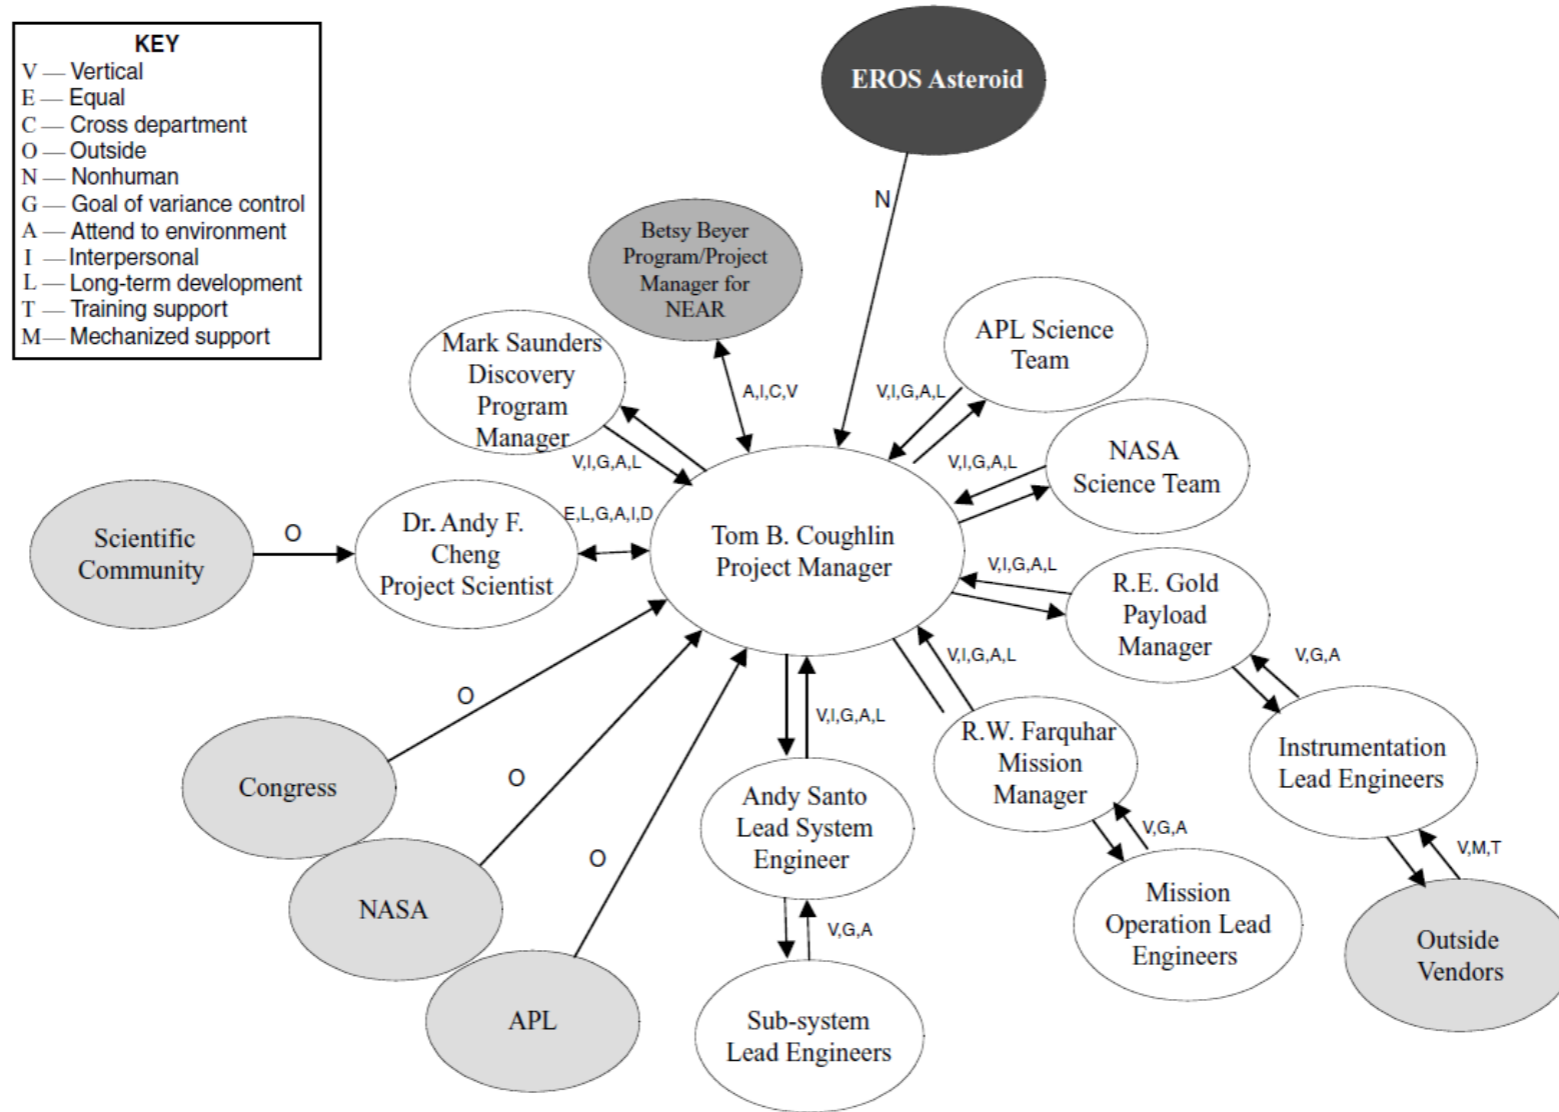 KEY
V — Vertical
E — Equal
C — Cross department
O — Outside
N — Nonhuman
G — Goal of variance control
A — Attend to environment
I — Interpersonal
L — Long-term development
T — Training support
M — Mechanized support
EROS Asteroid
N
Betsy Beyer
Program/Project
Manager for
NEAR
A,I,C,V
Mark Saunders
Discovery
Program
Manager
V,I,G,A,L
APL Science
Team
V,I,G,A,L
NASA
Science Team
V,I,G,A,L
Scientific
Community
O
Dr. Andy F.
Cheng
Project Scientist
E,L,G,A,I,D
Tom B. Coughlin
Project Manager
V,I,G,A,L
R.E. Gold
Payload
Manager
V,G,A
Instrumentation
Lead Engineers
V,M,T
Outside
Vendors
V,I,G,A,L
R.W. Farquhar
Mission
Manager
V,G,A
Mission
Operation Lead
Engineers
V,I,G,A,L
Andy Santo
Lead System
Engineer
V,G,A
Sub-system
Lead Engineers
O
Congress
O
NASA
O
APL